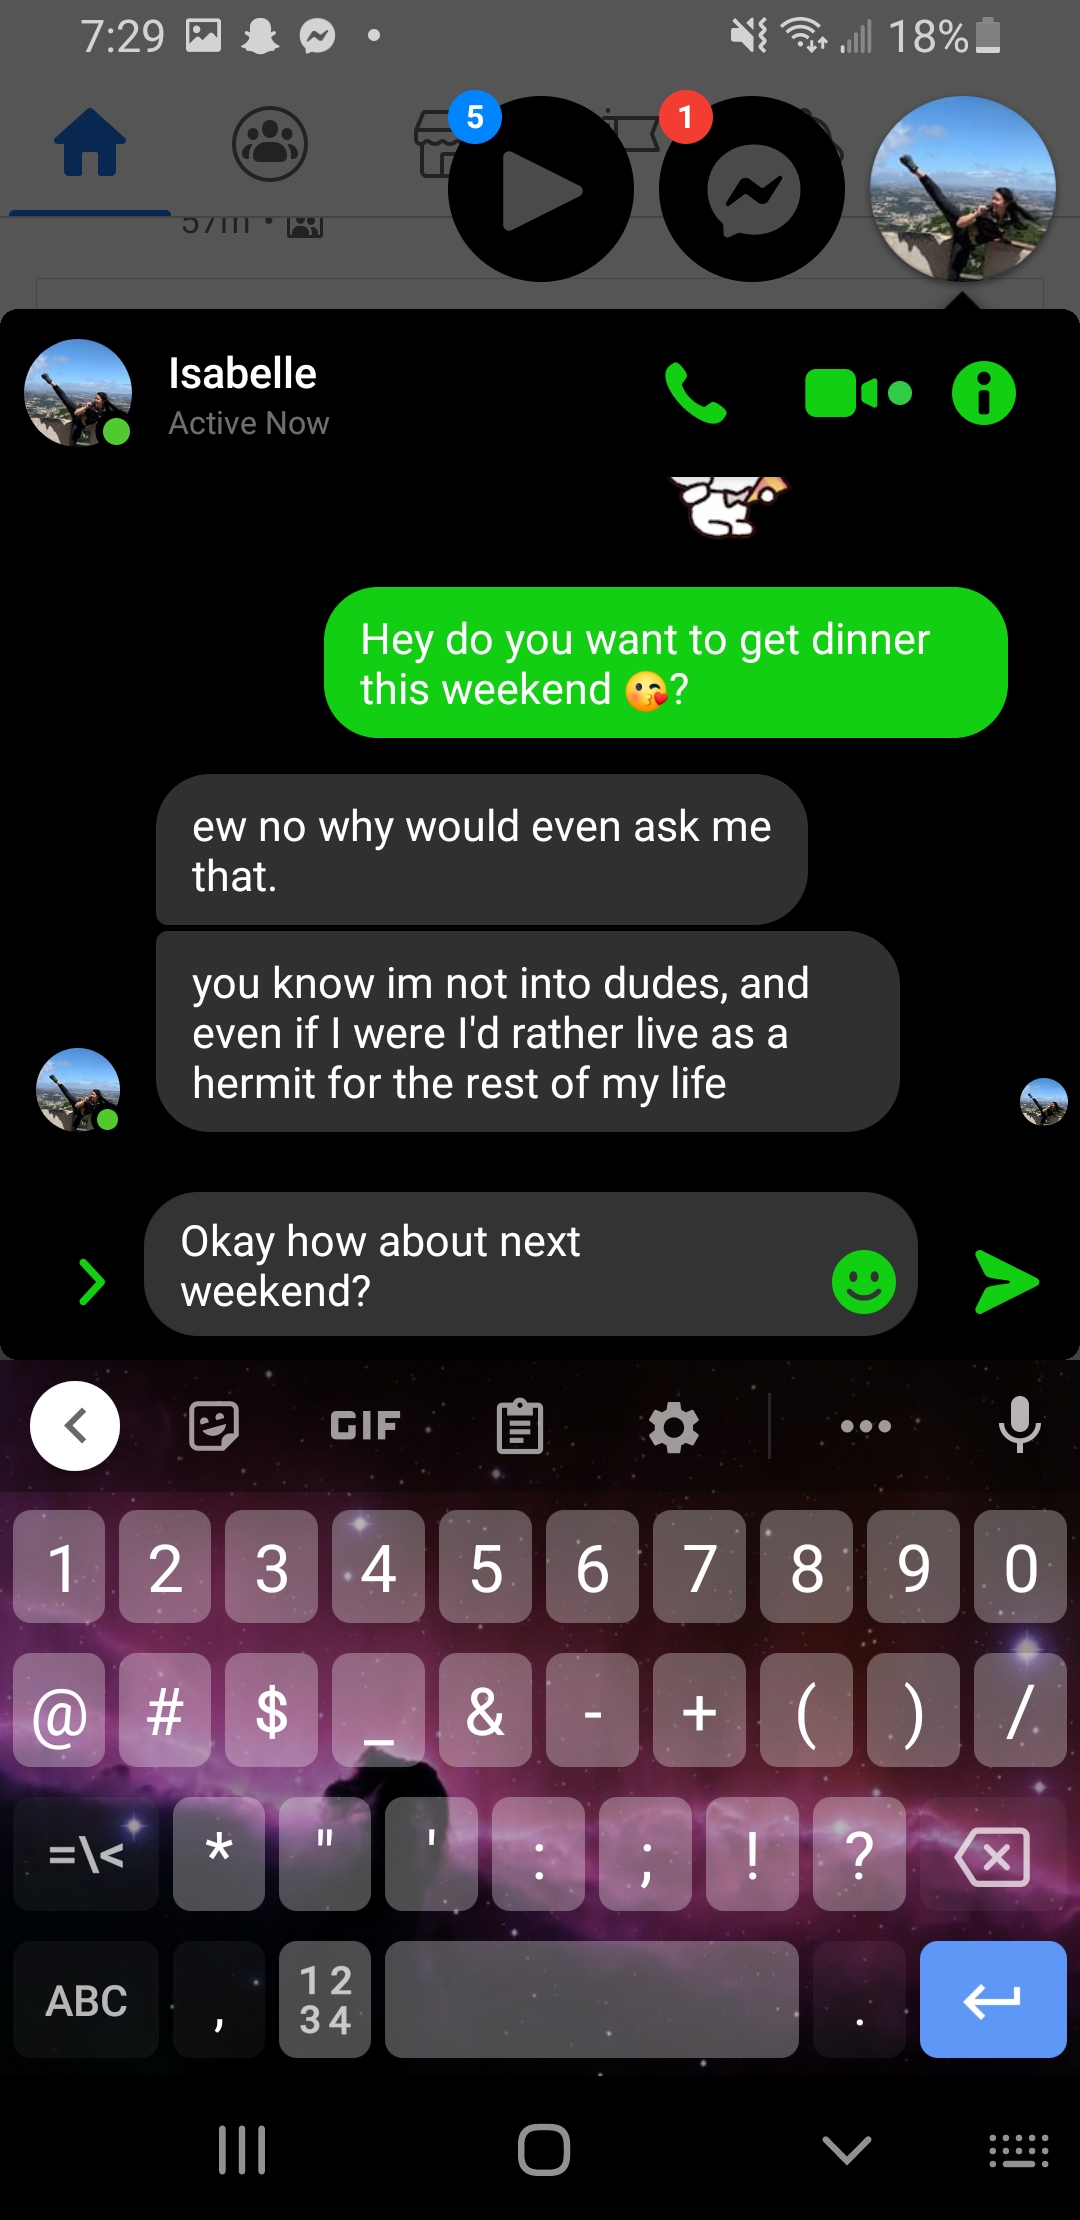 7:29
18%
5
1
57m
Isabelle
Active Now
Hey do you want to get dinner
this weekend 😘?
ew no why would even ask me
that.
you know im not into dudes, and
even if I were I'd rather live as a
hermit for the rest of my life
Okay how about next
weekend?
GIF
1 2 3 4 5 6 7 8 9 0
@ # $ _ & - + ( ) /
=\< * " ' : ; ! ?
ABC , 12 .
34